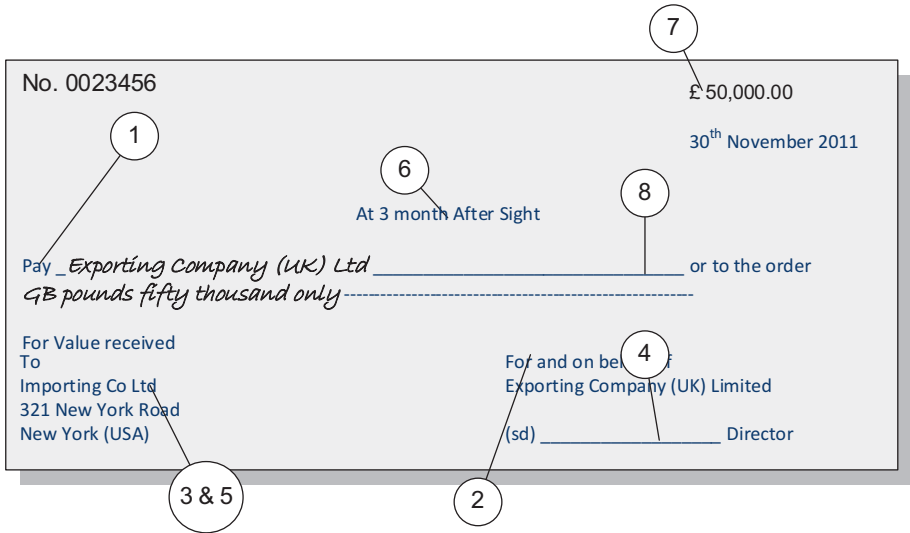 7
No. 0023456
£ 50,000.00
1
30th November 2011
6
8
At 3 month After Sight
Pay _ Exporting Company (UK) Ltd ______________________________ or to the order
GB pounds fifty thousand only ----------------------------------------------------------------------
For Value received
To
For and on behalf
4
Importing Co Ltd
Exporting Company (UK) Limited
321 New York Road
New York (USA)
(sd) ___________________ Director
3 & 5
2